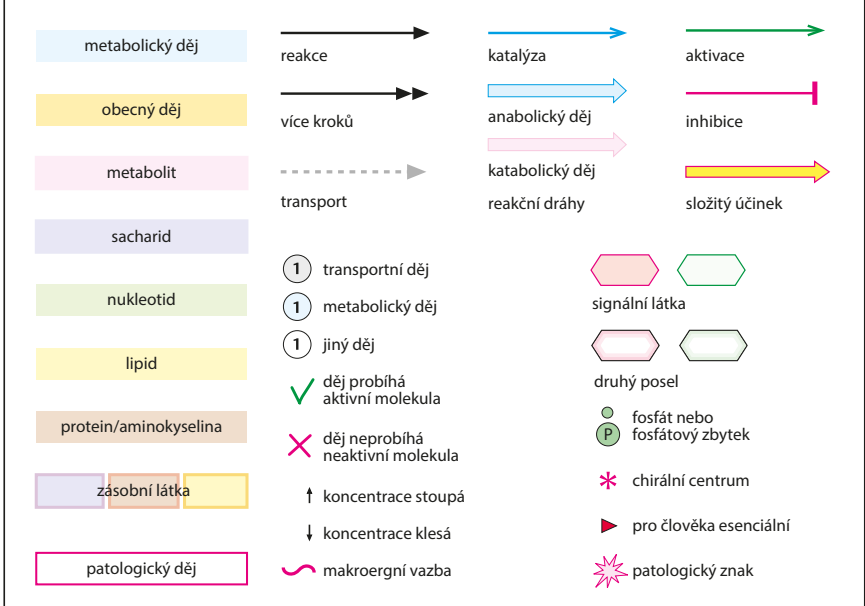 metabolický děj
obecný děj
metabolit
sacharid
nukleotid
lipid
protein/aminokyselina
zásobní látka
patologický děj
reakce
více kroků
transport
katalýza
anabolický děj
katabolický děj
reakční dráhy
aktivace
inhibice
složitý účinek
1 transportní děj
1 metabolický děj
1 jiný děj
děj probíhá
aktivní molekula
děj neprobíhá
neaktivní molekula
koncentrace stoupá
koncentrace klesá
makroergní vazba
signální látka
druhý posel
fosfát nebo
P fosfátový zbytek
chirální centrum
pro člověka esenciální
patologický znak